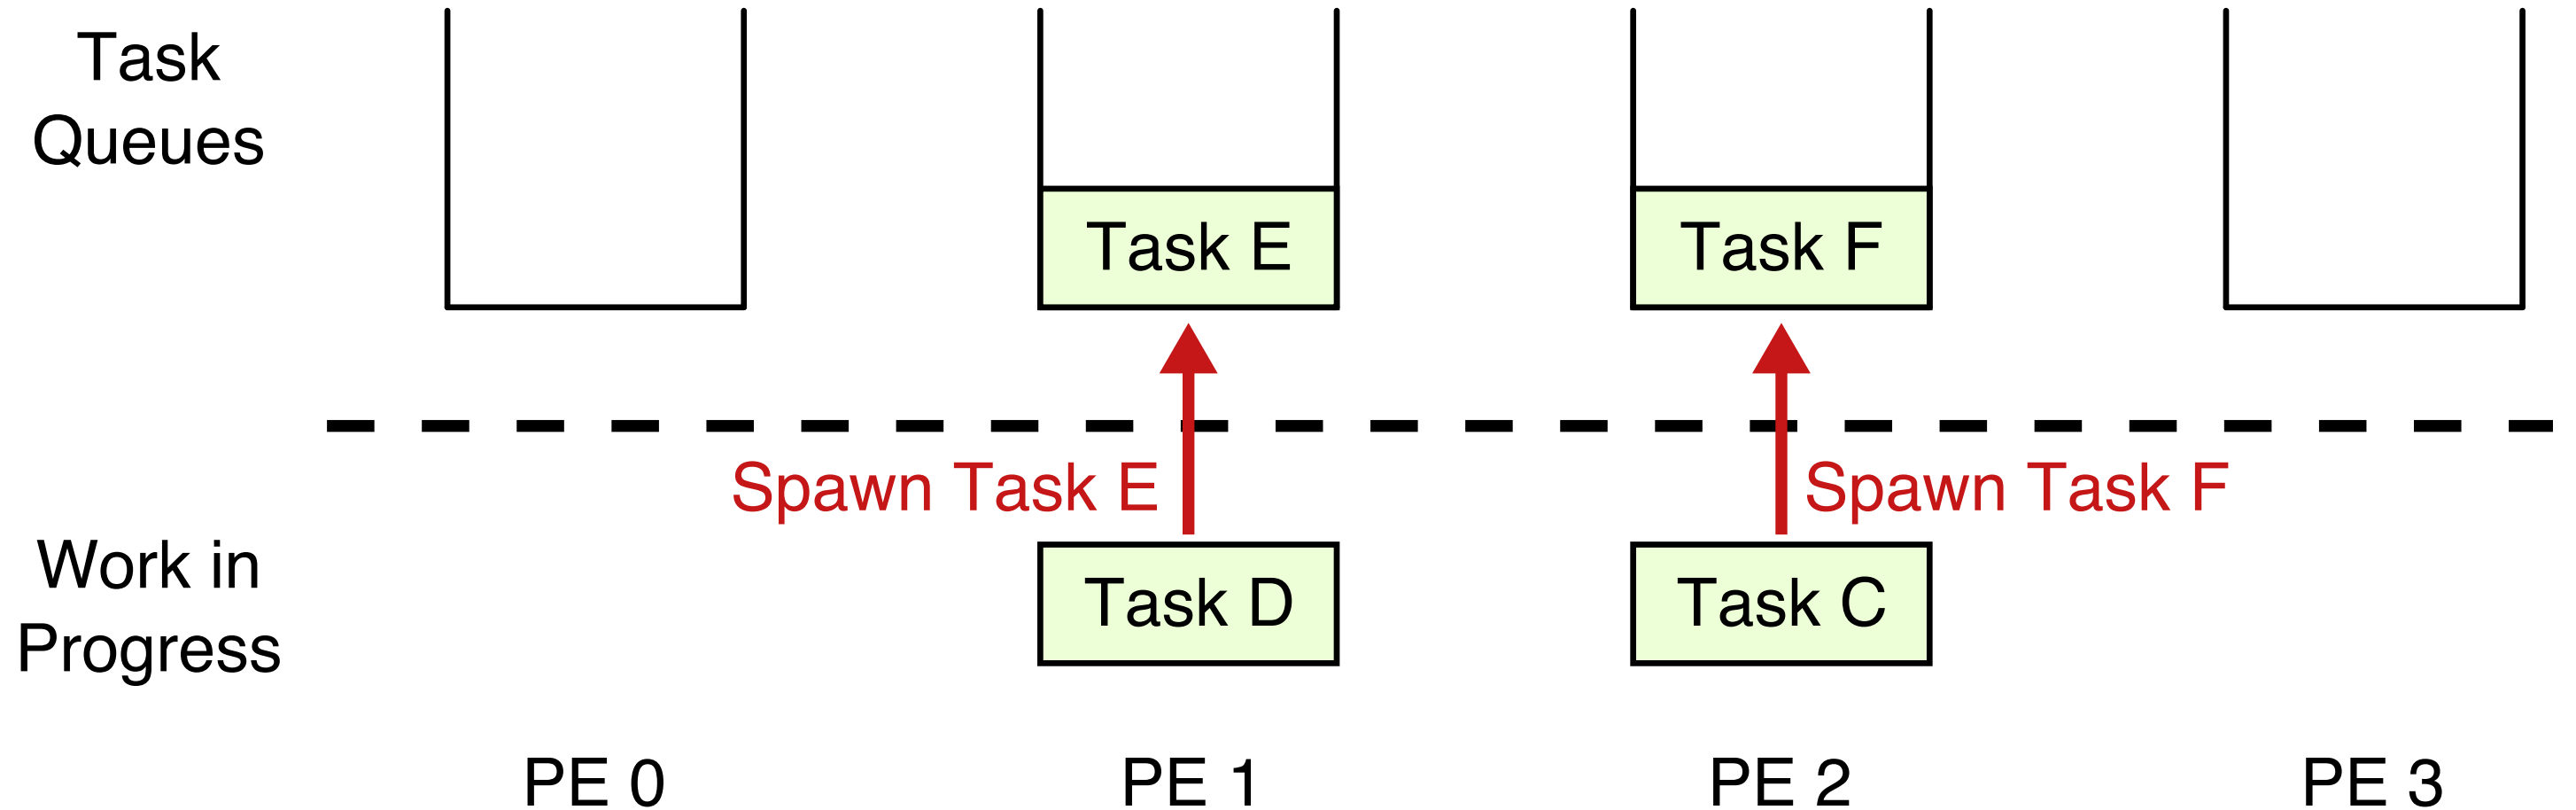 Task
Queues
Task E
Task F
Spawn Task E
Spawn Task F
Work in
Progress
Task D
Task C
PE 0
PE 1
PE 2
PE 3